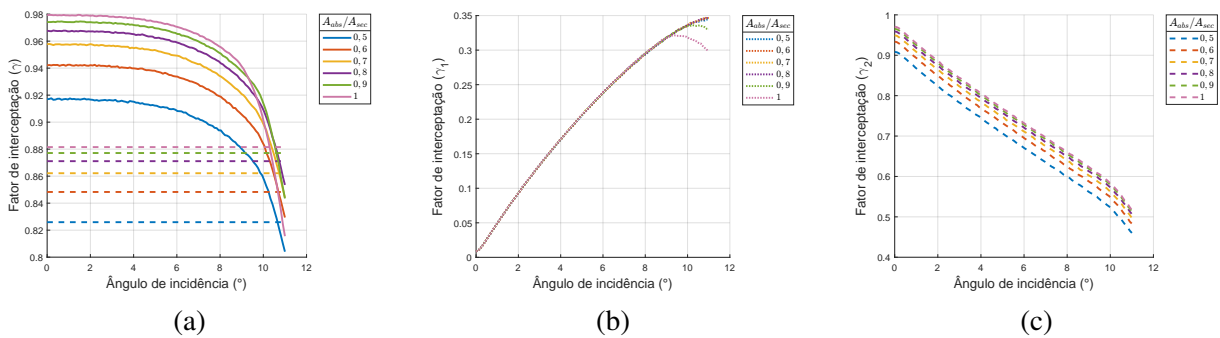 0.98
0.96
0.94
0.92
0.9
0.88
0.86
0.84
0.82
0.8
0 2 4 6 8 10 12
Fator de interceptação (γ)
Ângulo de incidência (°)
A_abs/A_sec
0,5
0,6
0,7
0,8
0,9
1
(a)
0.35
0.3
0.25
0.2
0.15
0.1
0.05
0
0 2 4 6 8 10 12
Fator de interceptação (γ₁)
Ângulo de incidência (°)
A_abs/A_sec
0,5
0,6
0,7
0,8
0,9
1
(b)
1
0.9
0.8
0.7
0.6
0.5
0.4
0 2 4 6 8 10 12
Fator de interceptação (γ₂)
Ângulo de incidência (°)
A_abs/A_sec
0,5
0,6
0,7
0,8
0,9
1
(c)